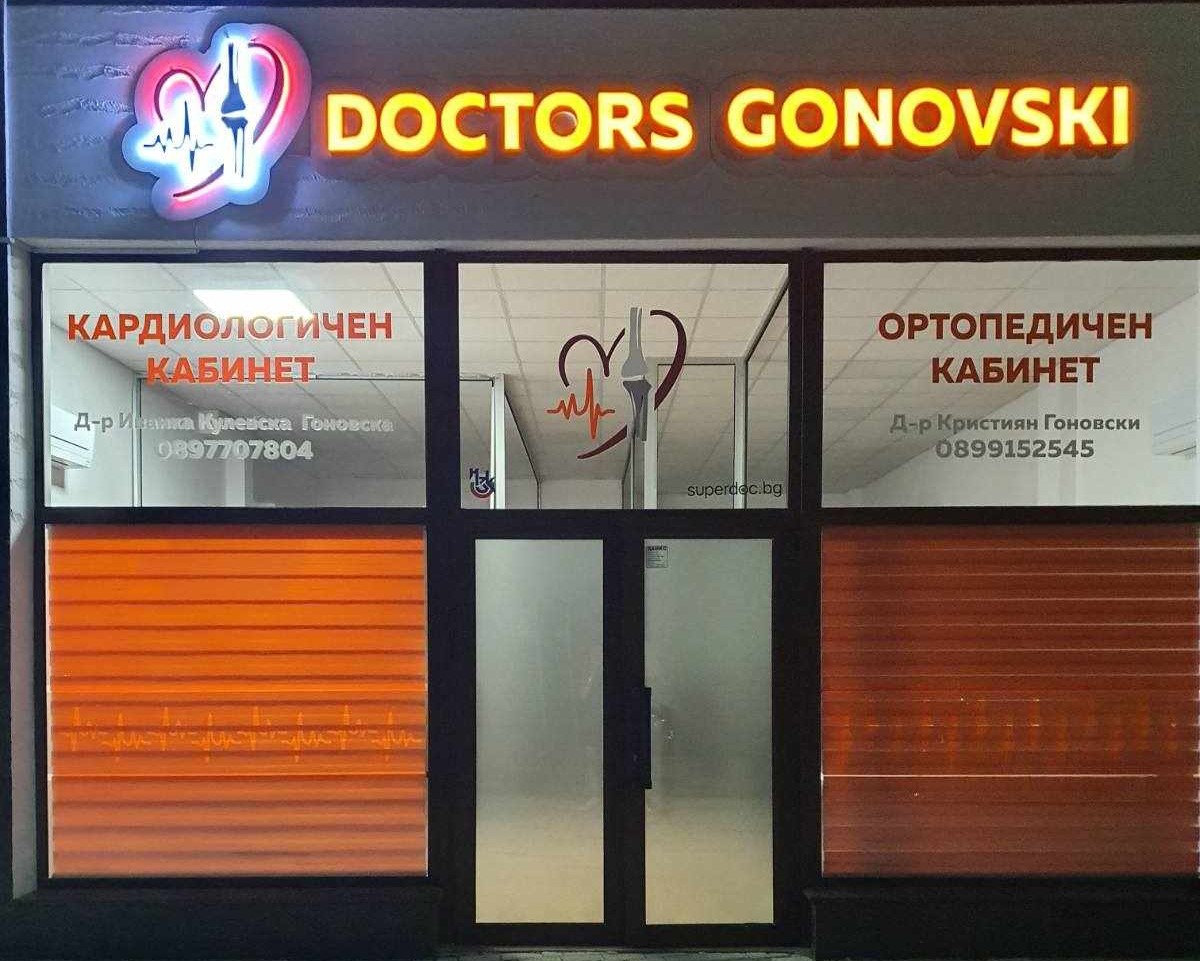 DOCTORS GONOVSKI
КАРДИОЛОГИЧЕН
КАБИНЕТ
Д-р Иванка Кулевска Гоновска
0897707804
superdoc.bg
ОРТОПЕДИЧЕН
КАБИНЕТ
Д-р Кристиян Гоновски
0899152545